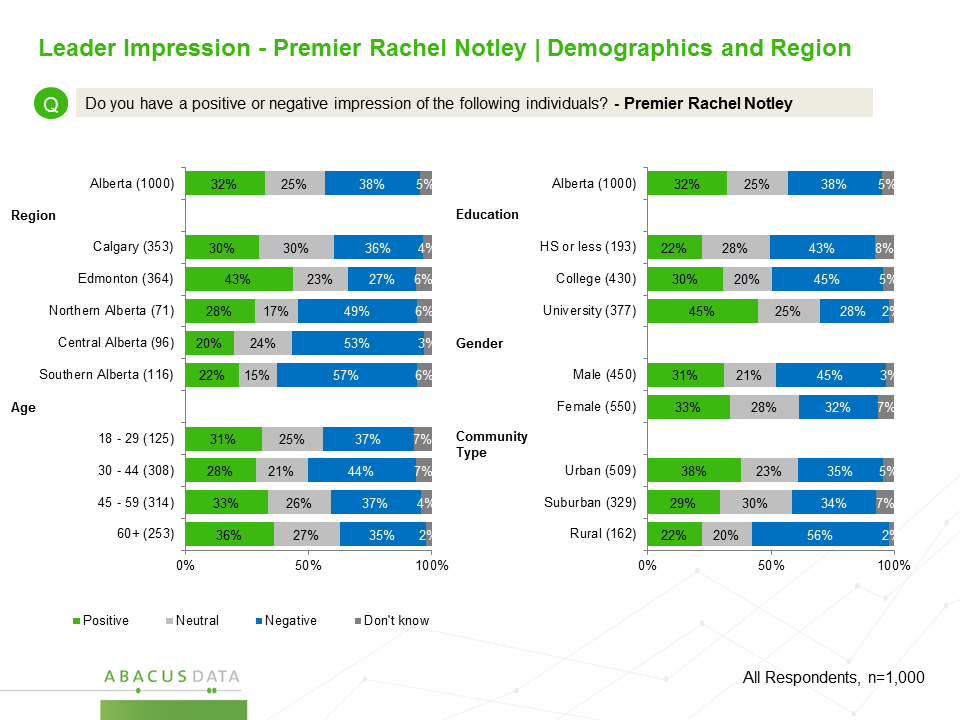 Leader Impression - Premier Rachel Notley | Demographics and Region
Q
Do you have a positive or negative impression of the following individuals? - Premier Rachel Notley
Alberta (1000) 32% 25% 38% 5%
Region
Calgary (353) 30% 30% 36% 4%
Edmonton (364) 43% 23% 27% 6%
Northern Alberta (71) 28% 17% 49% 6%
Central Alberta (96) 20% 24% 53% 3%
Southern Alberta (116) 22% 15% 57% 6%
Age
18 - 29 (125) 31% 25% 37% 7%
30 - 44 (308) 28% 21% 44% 7%
45 - 59 (314) 33% 26% 37% 4%
60+ (253) 36% 27% 35% 2%
0% 50% 100%
Alberta (1000) 32% 25% 38% 5%
Education
HS or less (193) 22% 28% 43% 8%
College (430) 30% 20% 45% 5%
University (377) 45% 25% 28% 2%
Gender
Male (450) 31% 21% 45% 3%
Female (550) 33% 28% 32% 7%
Community
Type
Urban (509) 38% 23% 35% 5%
Suburban (329) 29% 30% 34% 7%
Rural (162) 22% 20% 56% 2%
0% 50% 100%
Positive Neutral Negative Don't know
ABACUS DATA
All Respondents, n=1,000